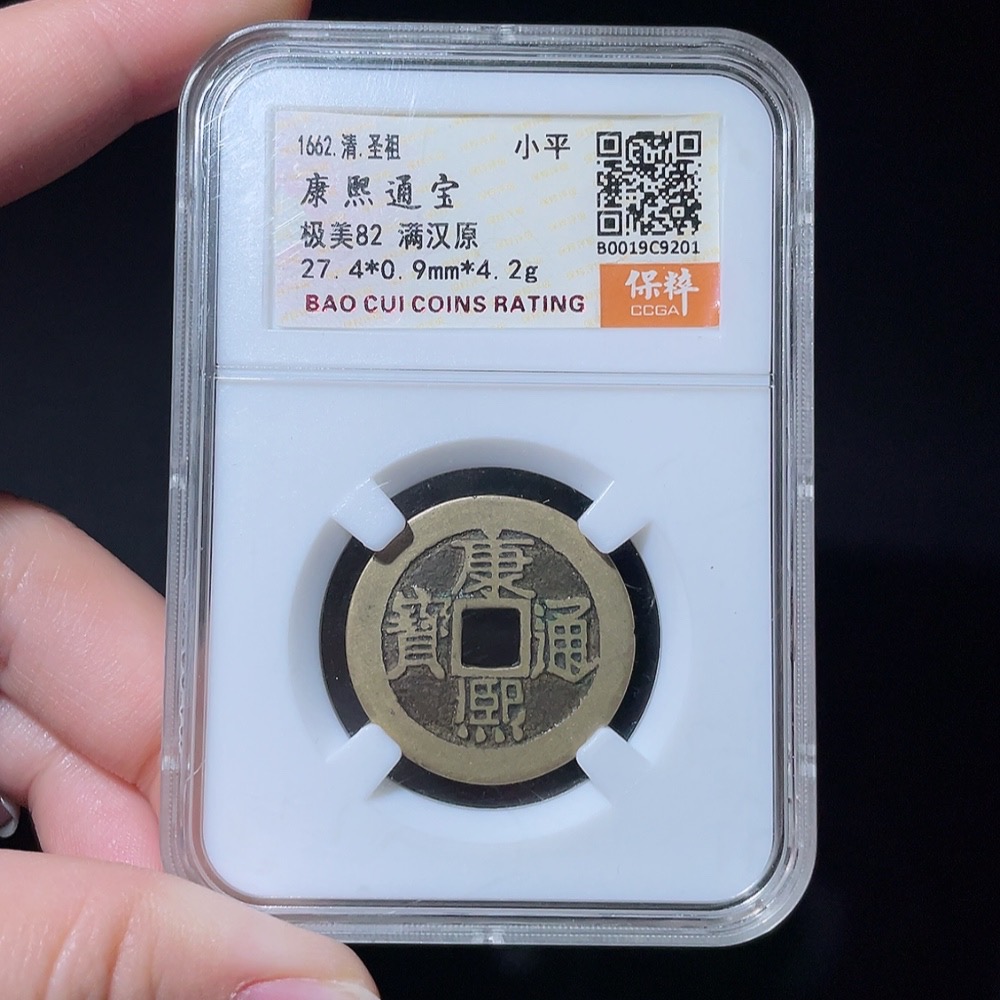 1662.清.圣祖 小平
康熙通宝
极美82 满汉原
27.4*0.9mm*4.2g
BAO CUI COINS RATING
B0019C9201
保粹
CCGA
康熙通寳